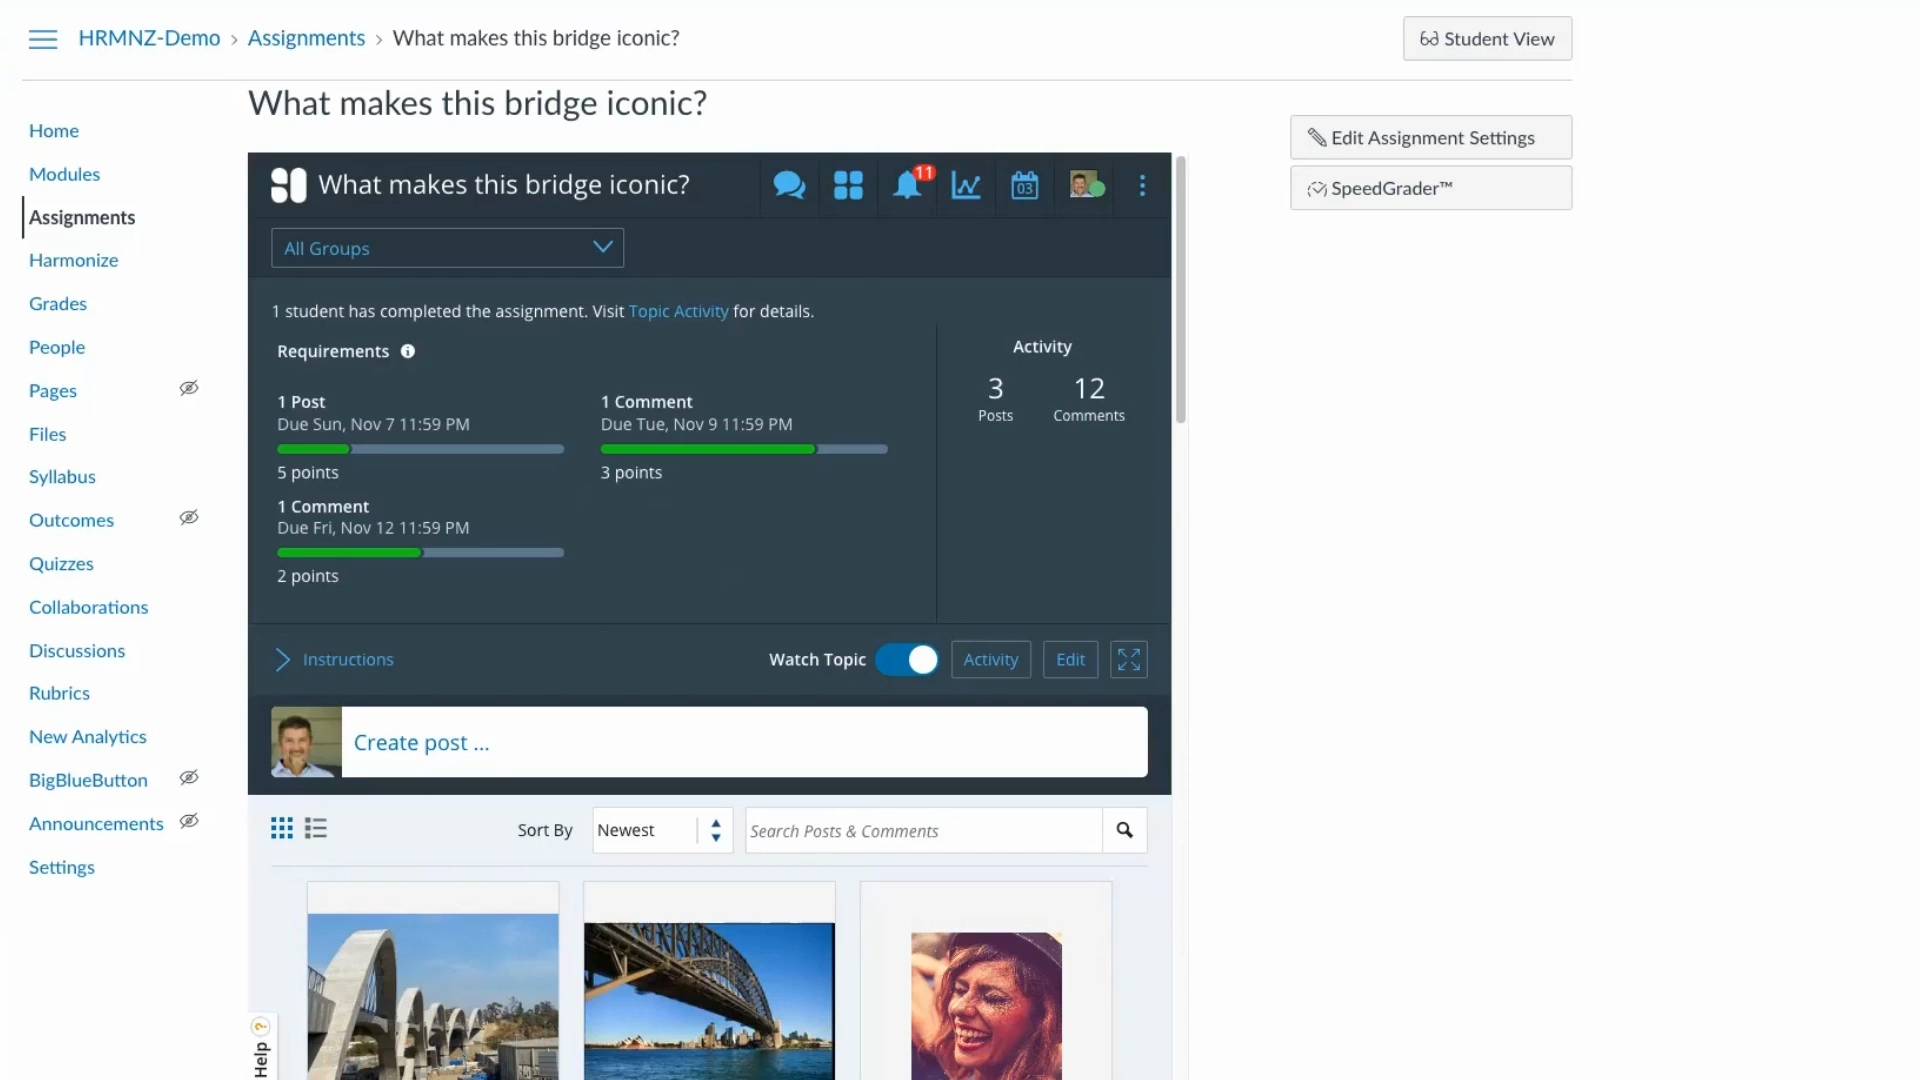 HRMNZ-Demo › Assignments › What makes this bridge iconic?
Student View
What makes this bridge iconic?
Edit Assignment Settings
SpeedGrader™
Home
Modules
Assignments
Harmonize
Grades
People
Pages
Files
Syllabus
Outcomes
Quizzes
Collaborations
Discussions
Rubrics
New Analytics
BigBlueButton
Announcements
Settings
What makes this bridge iconic?
11
03
All Groups
1 student has completed the assignment. Visit Topic Activity for details.
Requirements
1 Post
Due Sun, Nov 7 11:59 PM
5 points
1 Comment
Due Tue, Nov 9 11:59 PM
3 points
1 Comment
Due Fri, Nov 12 11:59 PM
2 points
Activity
3
Posts
12
Comments
Instructions
Watch Topic
Activity
Edit
Create post ...
Sort By
Newest
Search Posts & Comments
? Help